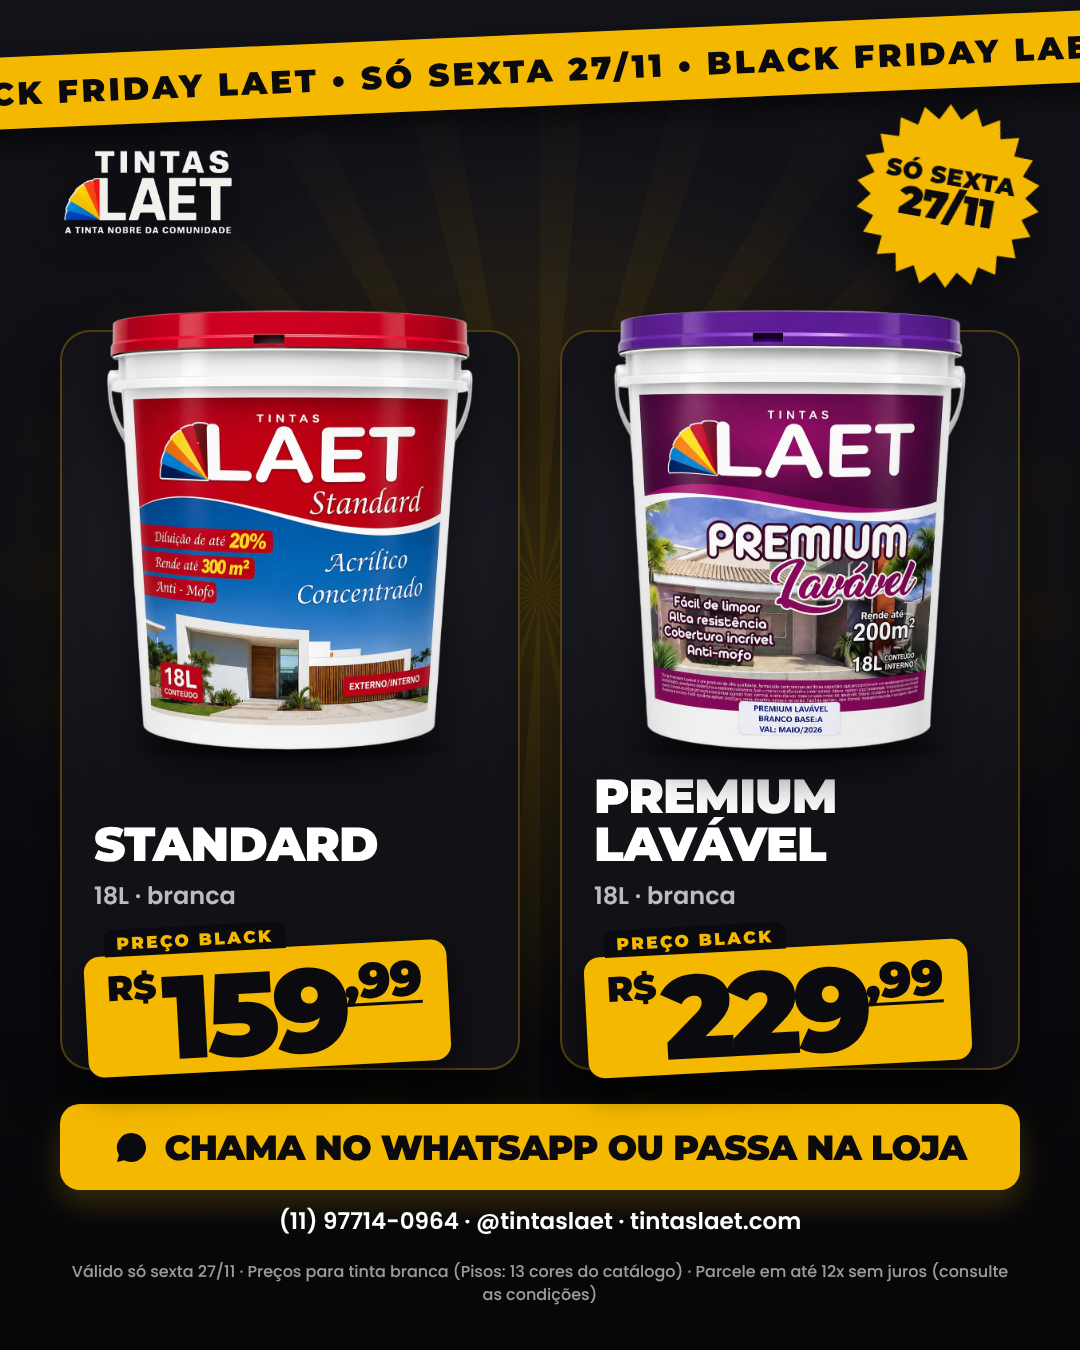 CK FRIDAY LAET • SÓ SEXTA 27/11 • BLACK FRIDAY LAE
TINTAS
LAET
A TINTA NOBRE DA COMUNIDADE
SÓ SEXTA
27/11
TINTAS
LAET
Standard
Diluição de até 20%
Rende até 300 m²
Anti - Mofo
Acrílico
Concentrado
18L
CONTEÚDO
EXTERNO/INTERNO
TINTAS
LAET
PREMIUM
Lavável
Fácil de limpar
Alta resistência
Cobertura incrível
Anti-mofo
Rende até
200m²
18L CONTEÚDO
INTERNO
PREMIUM LAVÁVEL
BRANCO BASE:A
VAL: MAIO/2026
STANDARD
18L · branca
PREÇO BLACK
R$ 159,99
PREMIUM
LAVÁVEL
18L · branca
PREÇO BLACK
R$ 229,99
CHAMA NO WHATSAPP OU PASSA NA LOJA
(11) 97714-0964 · @tintaslaet · tintaslaet.com
Válido só sexta 27/11 · Preços para tinta branca (Pisos: 13 cores do catálogo) · Parcele em até 12x sem juros (consulte
as condições)